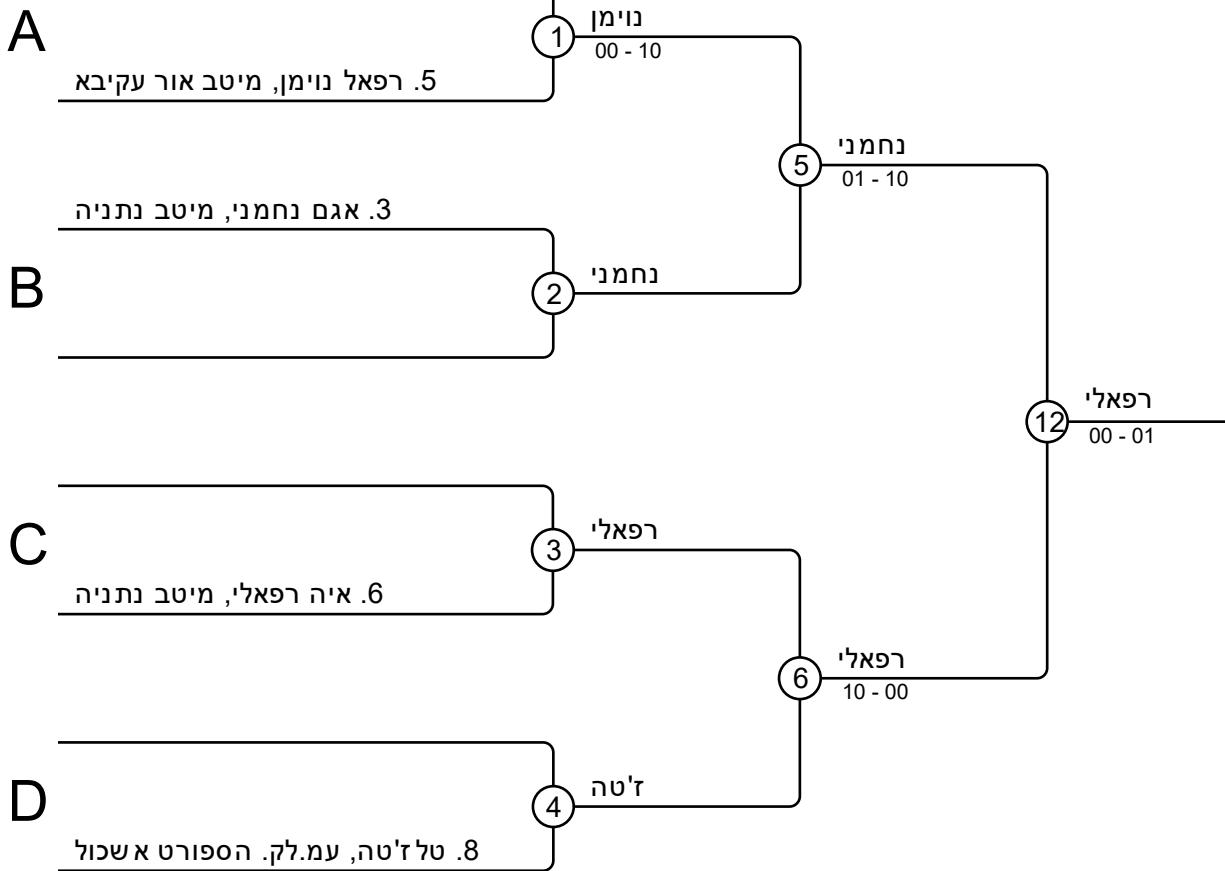 A
1
נוימן
00 - 10
5. רפאל נוימן, מיטב אור עקיבא
5
נחמני
01 - 10
3. אגם נחמני, מיטב נתניה
B
2
נחמני
12
רפאלי
00 - 01
C
3
רפאלי
6. איה רפאלי, מיטב נתניה
6
רפאלי
10 - 00
D
4
ז'טה
8. טל ז'טה, עמ.לק. הספורט אשכול